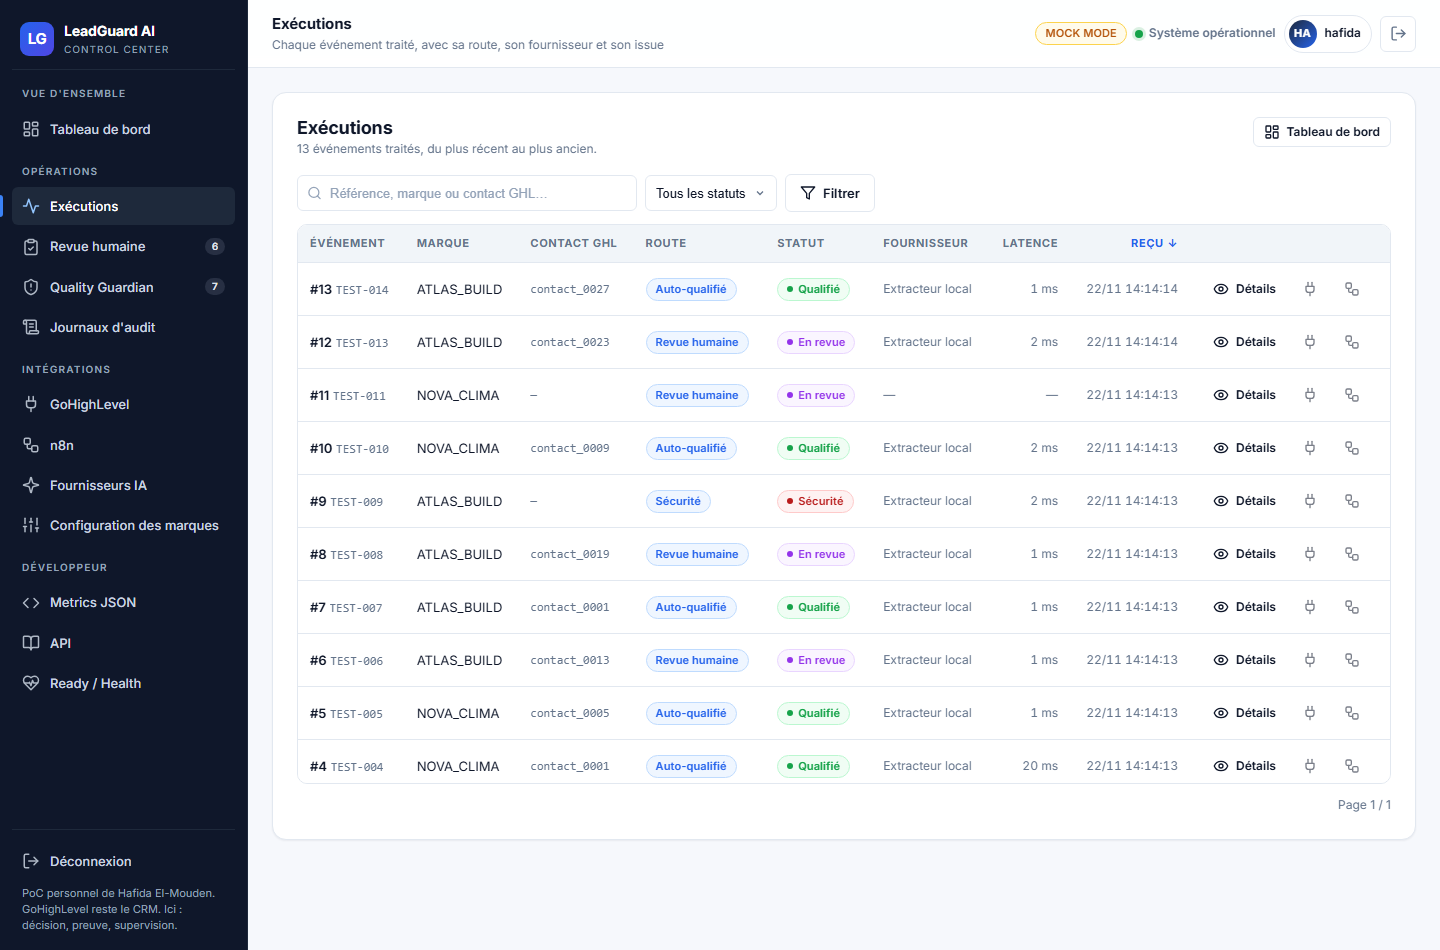 LG
LeadGuard AI
CONTROL CENTER
VUE D'ENSEMBLE
Tableau de bord
OPÉRATIONS
Exécutions
Revue humaine 6
Quality Guardian 7
Journaux d'audit
INTÉGRATIONS
GoHighLevel
n8n
Fournisseurs IA
Configuration des marques
DÉVELOPPEUR
Metrics JSON
API
Ready / Health
Déconnexion
PoC personnel de Hafida El-Mouden.
GoHighLevel reste le CRM. Ici :
décision, preuve, supervision.
Exécutions
Chaque événement traité, avec sa route, son fournisseur et son issue
MOCK MODE Système opérationnel HA hafida
Exécutions
13 événements traités, du plus récent au plus ancien.
Tableau de bord
Référence, marque ou contact GHL... Tous les statuts Filtrer
ÉVÉNEMENT MARQUE CONTACT GHL ROUTE STATUT FOURNISSEUR LATENCE REÇU ↓
#13 TEST-014 ATLAS_BUILD contact_0027 Auto-qualifié Qualifié Extracteur local 1 ms 22/11 14:14:14 Détails
#12 TEST-013 ATLAS_BUILD contact_0023 Revue humaine En revue Extracteur local 2 ms 22/11 14:14:14 Détails
#11 TEST-011 NOVA_CLIMA — Revue humaine En revue — — 22/11 14:14:13 Détails
#10 TEST-010 NOVA_CLIMA contact_0009 Auto-qualifié Qualifié Extracteur local 2 ms 22/11 14:14:13 Détails
#9 TEST-009 ATLAS_BUILD — Sécurité Sécurité Extracteur local 2 ms 22/11 14:14:13 Détails
#8 TEST-008 ATLAS_BUILD contact_0019 Revue humaine En revue Extracteur local 1 ms 22/11 14:14:13 Détails
#7 TEST-007 ATLAS_BUILD contact_0001 Auto-qualifié Qualifié Extracteur local 1 ms 22/11 14:14:13 Détails
#6 TEST-006 ATLAS_BUILD contact_0013 Revue humaine En revue Extracteur local 1 ms 22/11 14:14:13 Détails
#5 TEST-005 NOVA_CLIMA contact_0005 Auto-qualifié Qualifié Extracteur local 1 ms 22/11 14:14:13 Détails
#4 TEST-004 NOVA_CLIMA contact_0001 Auto-qualifié Qualifié Extracteur local 20 ms 22/11 14:14:13 Détails
Page 1 / 1